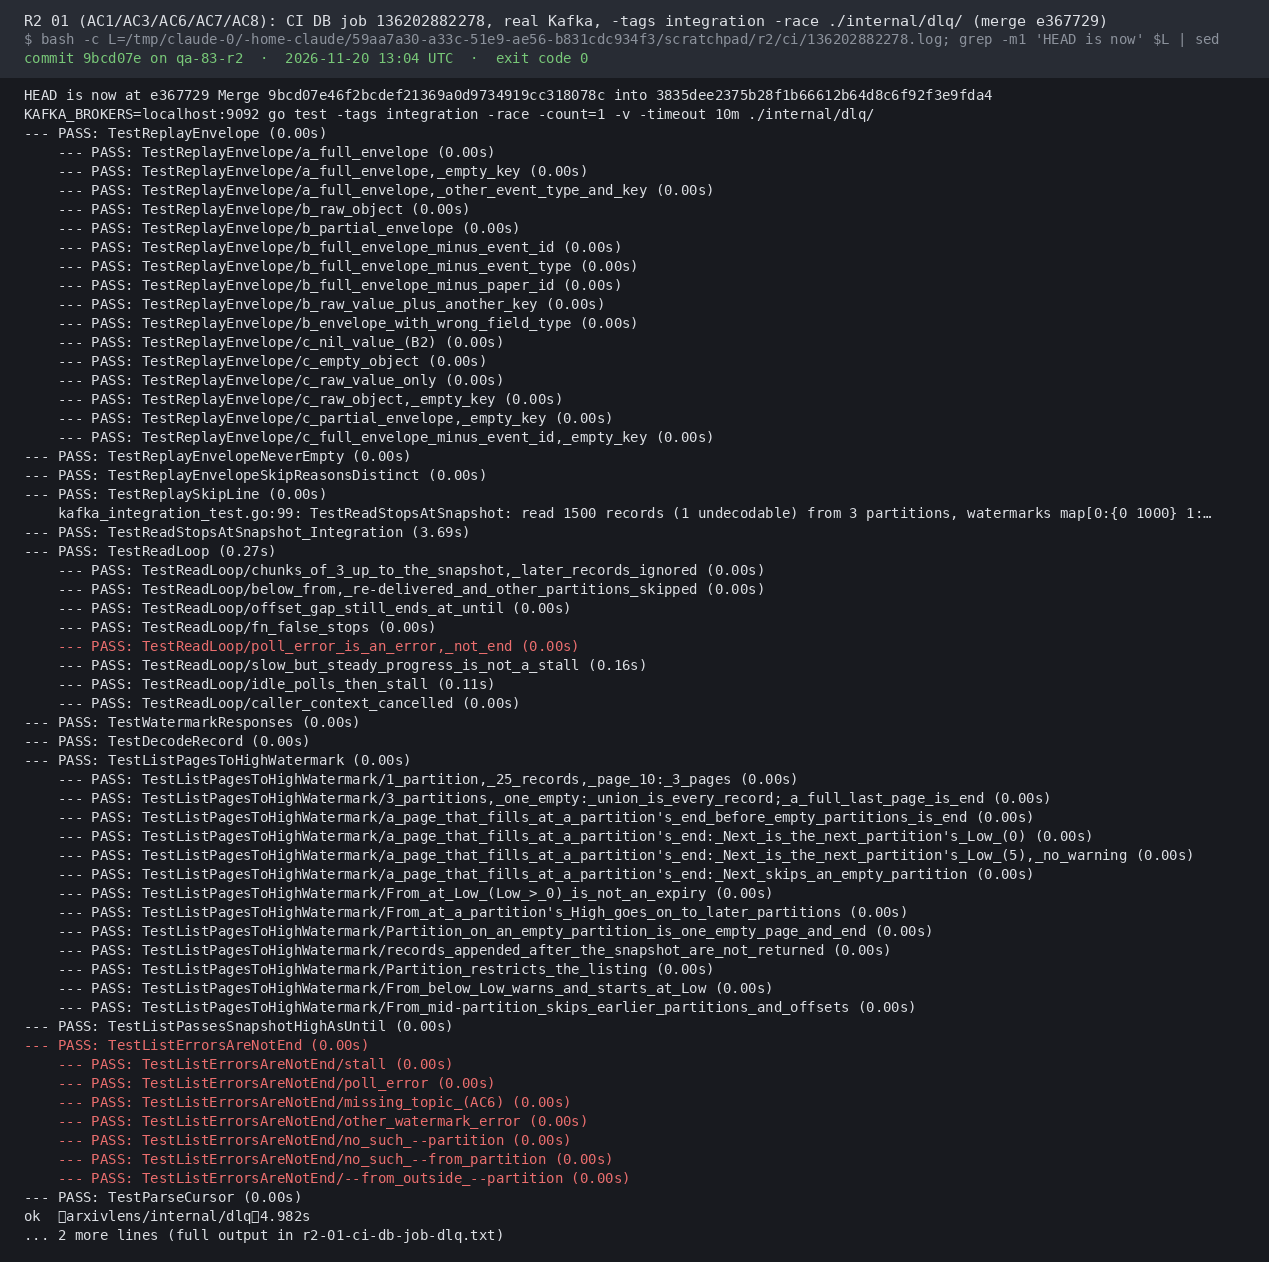 R2 01 (AC1/AC3/AC6/AC7/AC8): CI DB job 136202882278, real Kafka, -tags integration -race ./internal/dlq/ (merge e367729)
$ bash -c L=/tmp/claude-0/-home-claude/59aa7a30-a33c-51e9-ae56-b831cdc934f3/scratchpad/r2/ci/136202882278.log; grep -m1 'HEAD is now' $L | sed
commit 9bcd07e on qa-83-r2 · 2026-11-20 13:04 UTC · exit code 0
HEAD is now at e367729 Merge 9bcd07e46f2bcdef21369a0d9734919cc318078c into 3835dee2375b28f1b66612b64d8c6f92f3e9fda4
KAFKA_BROKERS=localhost:9092 go test -tags integration -race -count=1 -v -timeout 10m ./internal/dlq/
--- PASS: TestReplayEnvelope (0.00s)
    --- PASS: TestReplayEnvelope/a_full_envelope (0.00s)
    --- PASS: TestReplayEnvelope/a_full_envelope,_empty_key (0.00s)
    --- PASS: TestReplayEnvelope/a_full_envelope,_other_event_type_and_key (0.00s)
    --- PASS: TestReplayEnvelope/b_raw_object (0.00s)
    --- PASS: TestReplayEnvelope/b_partial_envelope (0.00s)
    --- PASS: TestReplayEnvelope/b_full_envelope_minus_event_id (0.00s)
    --- PASS: TestReplayEnvelope/b_full_envelope_minus_event_type (0.00s)
    --- PASS: TestReplayEnvelope/b_full_envelope_minus_paper_id (0.00s)
    --- PASS: TestReplayEnvelope/b_raw_value_plus_another_key (0.00s)
    --- PASS: TestReplayEnvelope/b_envelope_with_wrong_field_type (0.00s)
    --- PASS: TestReplayEnvelope/c_nil_value_(B2) (0.00s)
    --- PASS: TestReplayEnvelope/c_empty_object (0.00s)
    --- PASS: TestReplayEnvelope/c_raw_value_only (0.00s)
    --- PASS: TestReplayEnvelope/c_raw_object,_empty_key (0.00s)
    --- PASS: TestReplayEnvelope/c_partial_envelope,_empty_key (0.00s)
    --- PASS: TestReplayEnvelope/c_full_envelope_minus_event_id,_empty_key (0.00s)
--- PASS: TestReplayEnvelopeNeverEmpty (0.00s)
--- PASS: TestReplayEnvelopeSkipReasonsDistinct (0.00s)
--- PASS: TestReplaySkipLine (0.00s)
    kafka_integration_test.go:99: TestReadStopsAtSnapshot: read 1500 records (1 undecodable) from 3 partitions, watermarks map[0:{0 1000} 1:…
--- PASS: TestReadStopsAtSnapshot_Integration (3.69s)
--- PASS: TestReadLoop (0.27s)
    --- PASS: TestReadLoop/chunks_of_3_up_to_the_snapshot,_later_records_ignored (0.00s)
    --- PASS: TestReadLoop/below_from,_re-delivered_and_other_partitions_skipped (0.00s)
    --- PASS: TestReadLoop/offset_gap_still_ends_at_until (0.00s)
    --- PASS: TestReadLoop/fn_false_stops (0.00s)
    --- PASS: TestReadLoop/poll_error_is_an_error,_not_end (0.00s)
    --- PASS: TestReadLoop/slow_but_steady_progress_is_not_a_stall (0.16s)
    --- PASS: TestReadLoop/idle_polls_then_stall (0.11s)
    --- PASS: TestReadLoop/caller_context_cancelled (0.00s)
--- PASS: TestWatermarkResponses (0.00s)
--- PASS: TestDecodeRecord (0.00s)
--- PASS: TestListPagesToHighWatermark (0.00s)
    --- PASS: TestListPagesToHighWatermark/1_partition,_25_records,_page_10:_3_pages (0.00s)
    --- PASS: TestListPagesToHighWatermark/3_partitions,_one_empty:_union_is_every_record;_a_full_last_page_is_end (0.00s)
    --- PASS: TestListPagesToHighWatermark/a_page_that_fills_at_a_partition's_end_before_empty_partitions_is_end (0.00s)
    --- PASS: TestListPagesToHighWatermark/a_page_that_fills_at_a_partition's_end:_Next_is_the_next_partition's_Low_(0) (0.00s)
    --- PASS: TestListPagesToHighWatermark/a_page_that_fills_at_a_partition's_end:_Next_is_the_next_partition's_Low_(5),_no_warning (0.00s)
    --- PASS: TestListPagesToHighWatermark/a_page_that_fills_at_a_partition's_end:_Next_skips_an_empty_partition (0.00s)
    --- PASS: TestListPagesToHighWatermark/From_at_Low_(Low_>_0)_is_not_an_expiry (0.00s)
    --- PASS: TestListPagesToHighWatermark/From_at_a_partition's_High_goes_on_to_later_partitions (0.00s)
    --- PASS: TestListPagesToHighWatermark/Partition_on_an_empty_partition_is_one_empty_page_and_end (0.00s)
    --- PASS: TestListPagesToHighWatermark/records_appended_after_the_snapshot_are_not_returned (0.00s)
    --- PASS: TestListPagesToHighWatermark/Partition_restricts_the_listing (0.00s)
    --- PASS: TestListPagesToHighWatermark/From_below_Low_warns_and_starts_at_Low (0.00s)
    --- PASS: TestListPagesToHighWatermark/From_mid-partition_skips_earlier_partitions_and_offsets (0.00s)
--- PASS: TestListPassesSnapshotHighAsUntil (0.00s)
--- PASS: TestListErrorsAreNotEnd (0.00s)
    --- PASS: TestListErrorsAreNotEnd/stall (0.00s)
    --- PASS: TestListErrorsAreNotEnd/poll_error (0.00s)
    --- PASS: TestListErrorsAreNotEnd/missing_topic_(AC6) (0.00s)
    --- PASS: TestListErrorsAreNotEnd/other_watermark_error (0.00s)
    --- PASS: TestListErrorsAreNotEnd/no_such_--partition (0.00s)
    --- PASS: TestListErrorsAreNotEnd/no_such_--from_partition (0.00s)
    --- PASS: TestListErrorsAreNotEnd/--from_outside_--partition (0.00s)
--- PASS: TestParseCursor (0.00s)
ok  arxivlens/internal/dlq 4.982s
... 2 more lines (full output in r2-01-ci-db-job-dlq.txt)